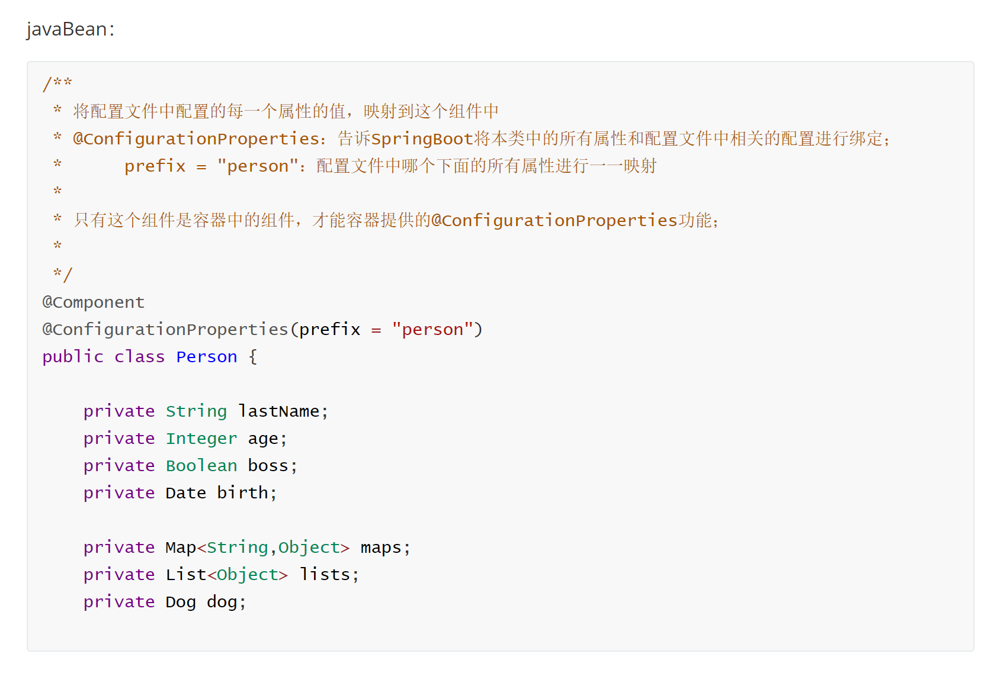 javaBean：
/**
 * 将配置文件中配置的每一个属性的值，映射到这个组件中
 * @ConfigurationProperties：告诉SpringBoot将本类中的所有属性和配置文件中相关的配置进行绑定；
 *      prefix = "person"：配置文件中哪个下面的所有属性进行一一映射
 *
 * 只有这个组件是容器中的组件，才能容器提供的@ConfigurationProperties功能；
 *
 */
@Component
@ConfigurationProperties(prefix = "person")
public class Person {
    private String lastName;
    private Integer age;
    private Boolean boss;
    private Date birth;
    private Map<String,Object> maps;
    private List<Object> lists;
    private Dog dog;